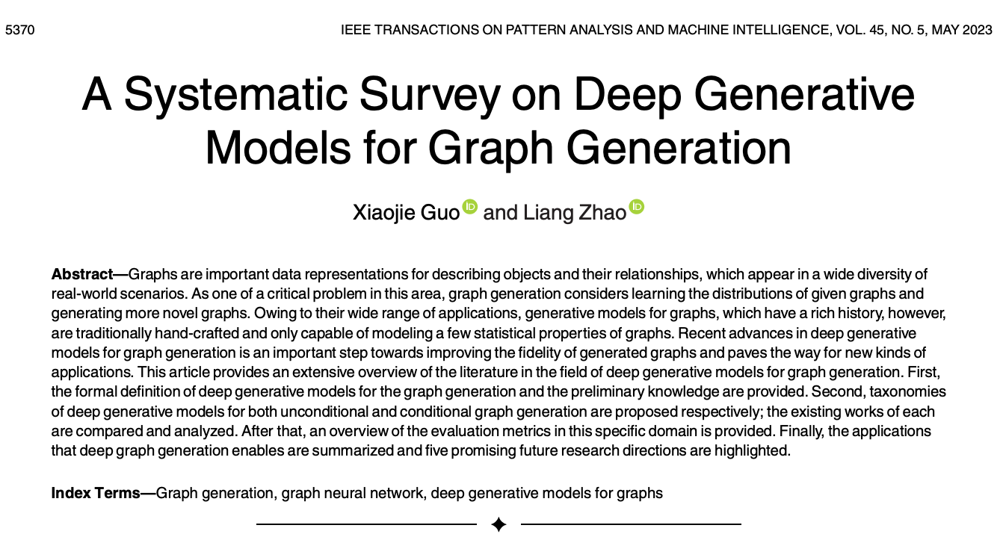 5370
IEEE TRANSACTIONS ON PATTERN ANALYSIS AND MACHINE INTELLIGENCE, VOL. 45, NO. 5, MAY 2023
A Systematic Survey on Deep Generative
Models for Graph Generation
Xiaojie Guo iD and Liang Zhao iD
Abstract—Graphs are important data representations for describing objects and their relationships, which appear in a wide diversity of
real-world scenarios. As one of a critical problem in this area, graph generation considers learning the distributions of given graphs and
generating more novel graphs. Owing to their wide range of applications, generative models for graphs, which have a rich history, however,
are traditionally hand-crafted and only capable of modeling a few statistical properties of graphs. Recent advances in deep generative
models for graph generation is an important step towards improving the fidelity of generated graphs and paves the way for new kinds of
applications. This article provides an extensive overview of the literature in the field of deep generative models for graph generation. First,
the formal definition of deep generative models for the graph generation and the preliminary knowledge are provided. Second, taxonomies
of deep generative models for both unconditional and conditional graph generation are proposed respectively; the existing works of each
are compared and analyzed. After that, an overview of the evaluation metrics in this specific domain is provided. Finally, the applications
that deep graph generation enables are summarized and five promising future research directions are highlighted.
Index Terms—Graph generation, graph neural network, deep generative models for graphs